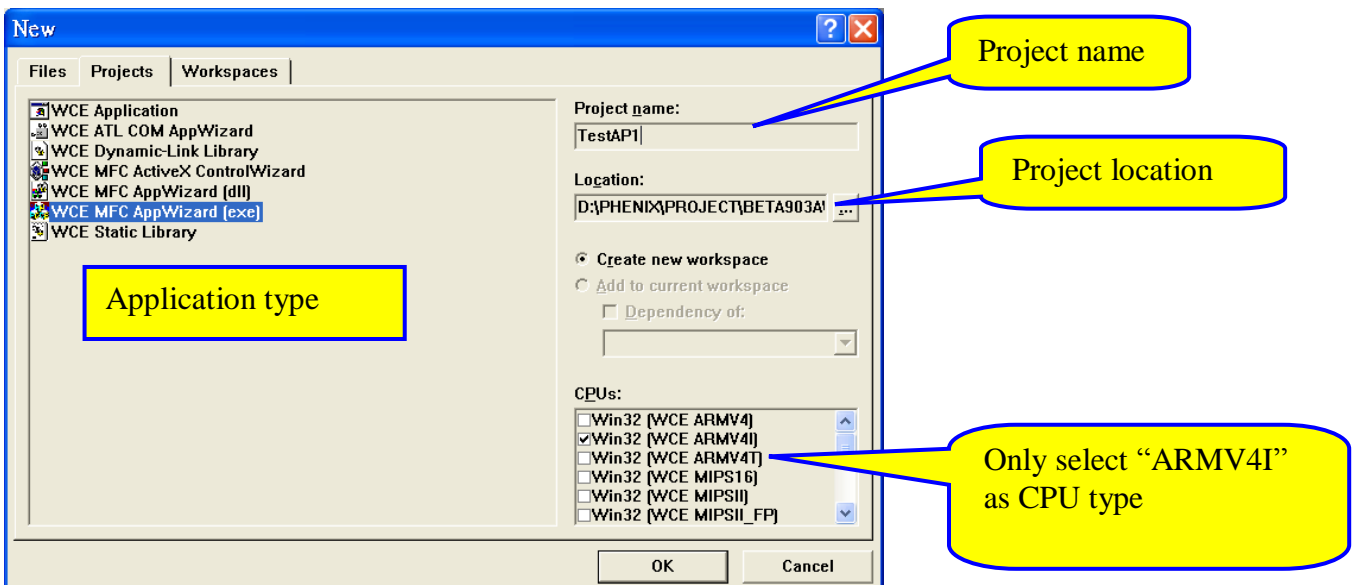 New
Project name
Files Projects Workspaces
WCE Application
WCE ATL COM AppWizard
WCE Dynamic-Link Library
WCE MFC ActiveX ControlWizard
WCE MFC AppWizard (dll)
WCE MFC AppWizard (exe)
WCE Static Library
Application type
Project name:
TestAP1
Location:
D:\PHENIX\PROJECT\BETA903A\ ...
Project location
Create new workspace
Add to current workspace
Dependency of:
CPUs:
Win32 (WCE ARMV4)
Win32 (WCE ARMV4I)
Win32 (WCE ARMV4T)
Win32 (WCE MIPS16)
Win32 (WCE MIPSII)
Win32 (WCE MIPSII_FP)
Only select “ARMV4I”
as CPU type
OK Cancel